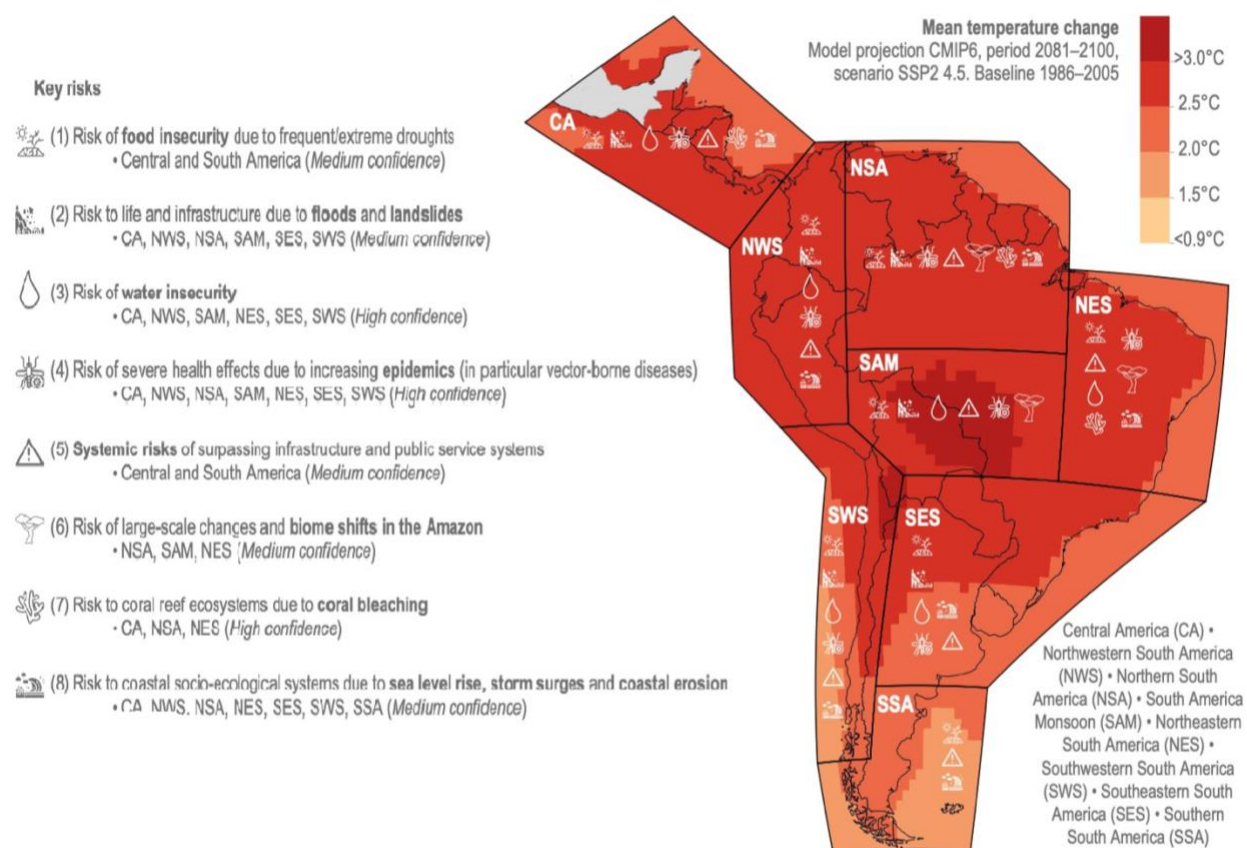 Key risks
(1) Risk of food insecurity due to frequent/extreme droughts
• Central and South America (Medium confidence)
(2) Risk to life and infrastructure due to floods and landslides
• CA, NWS, NSA, SAM, SES, SWS (Medium confidence)
(3) Risk of water insecurity
• CA, NWS, SAM, NES, SES, SWS (High confidence)
(4) Risk of severe health effects due to increasing epidemics (in particular vector-borne diseases)
• CA, NWS, NSA, SAM, NES, SES, SWS (High confidence)
(5) Systemic risks of surpassing infrastructure and public service systems
• Central and South America (Medium confidence)
(6) Risk of large-scale changes and biome shifts in the Amazon
• NSA, SAM, NES (Medium confidence)
(7) Risk to coral reef ecosystems due to coral bleaching
• CA, NSA, NES (High confidence)
(8) Risk to coastal socio-ecological systems due to sea level rise, storm surges and coastal erosion
• CA, NWS, NSA, NES, SES, SWS, SSA (Medium confidence)
Mean temperature change
Model projection CMIP6, period 2081–2100,
scenario SSP2 4.5. Baseline 1986–2005
>3.0°C
2.5°C
2.0°C
1.5°C
<0.9°C
CA
NSA
NWS
NES
SAM
SWS
SES
SSA
Central America (CA) •
Northwestern South America
(NWS) • Northern South
America (NSA) • South America
Monsoon (SAM) • Northeastern
South America (NES) •
Southwestern South America
(SWS) • Southeastern South
America (SES) • Southern
South America (SSA)